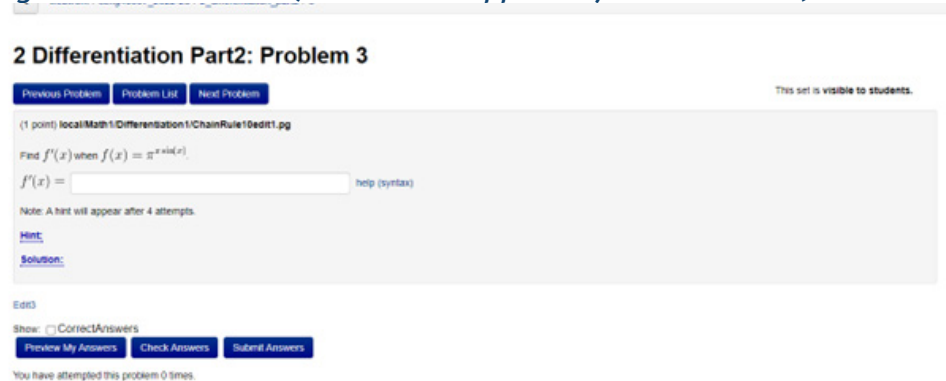 2 Differentiation Part2: Problem 3
Previous Problem Problem List Next Problem
This set is visible to students.
(1 point) local/Math1/Differentiation1/ChainRule10edit1.pg
Find f′(x) when f(x) = π^{x sin(x)}.
f′(x) = help (syntax)
Note: A hint will appear after 4 attempts.
Hint:
Solution:
Edit3
Show: CorrectAnswers
Preview My Answers Check Answers Submit Answers
You have attempted this problem 0 times.